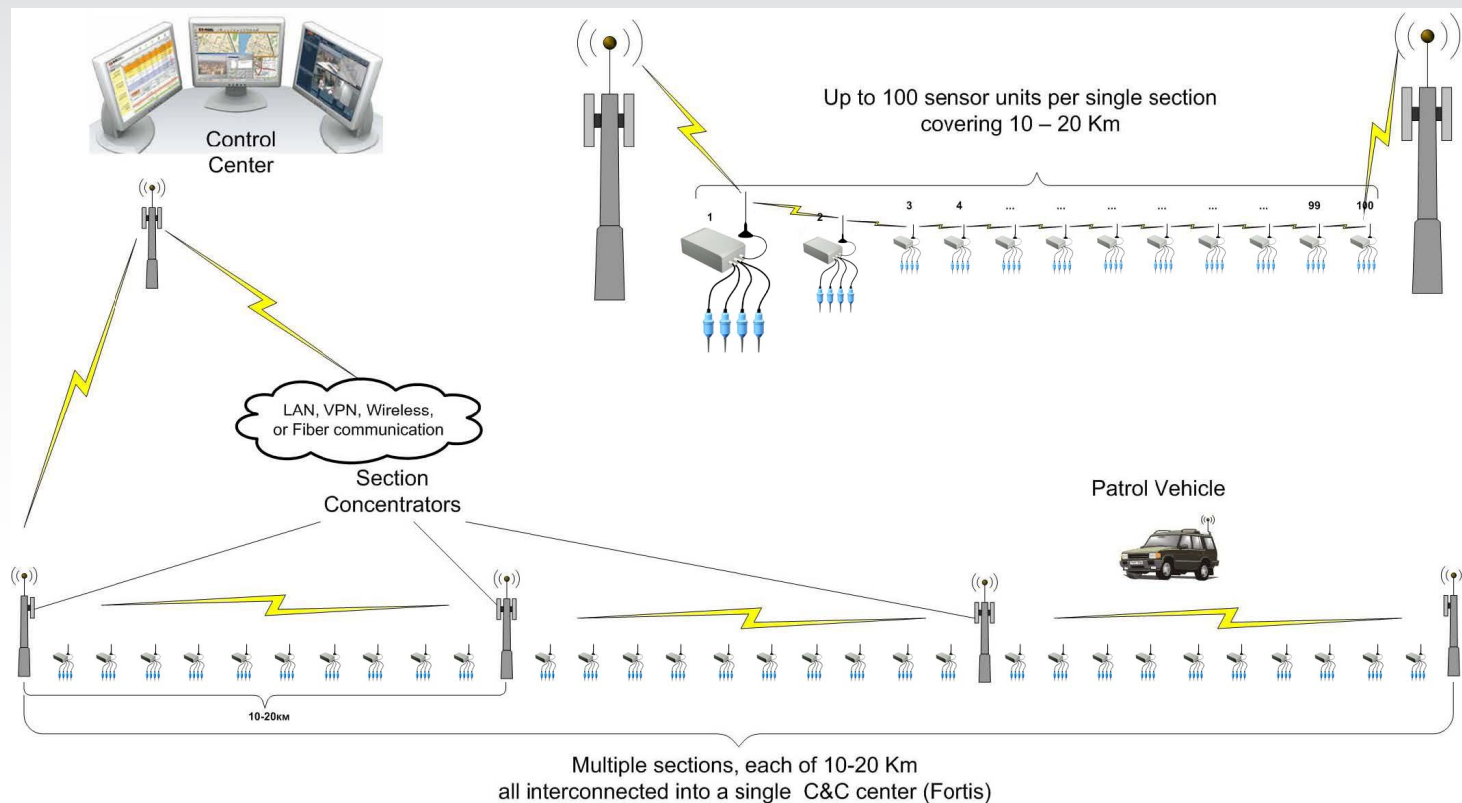 Control
Center
Up to 100 sensor units per single section
covering 10 – 20 Km
1
2
3
4
...
...
...
...
...
...
99
100
LAN, VPN, Wireless,
or Fiber communication
Section
Concentrators
Patrol Vehicle
10-20км
Multiple sections, each of 10-20 Km
all interconnected into a single C&C center (Fortis)